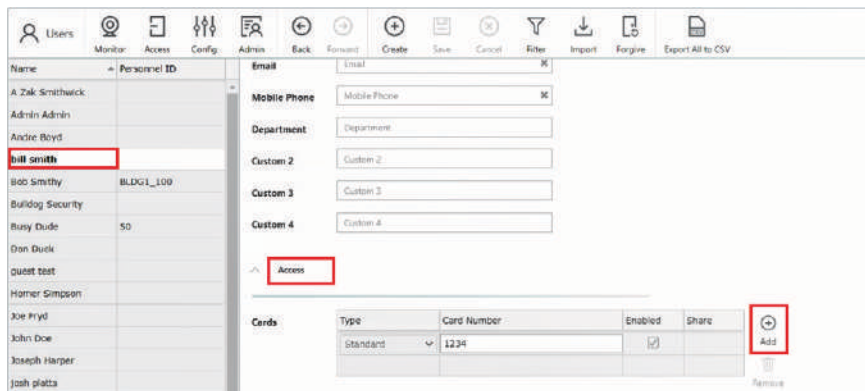 Users
Monitor Access Config Admin Back Forward Create Save Cancel Filter Import Forgive Export All to CSV
Name Personnel ID
A Zak Smithwick
Admin Admin
Andre Boyd
bill smith
Bob Smithy BLDG1_100
Bulldog Security
Busy Dude 50
Don Duck
guest test
Homer Simpson
Joe Fryd
John Doe
Joseph Harper
josh platts
Email Email
Mobile Phone Mobile Phone
Department Department
Custom 2 Custom 2
Custom 3 Custom 3
Custom 4 Custom 4
Access
Cards Type Card Number Enabled Share
Standard 1234 Add
Remove